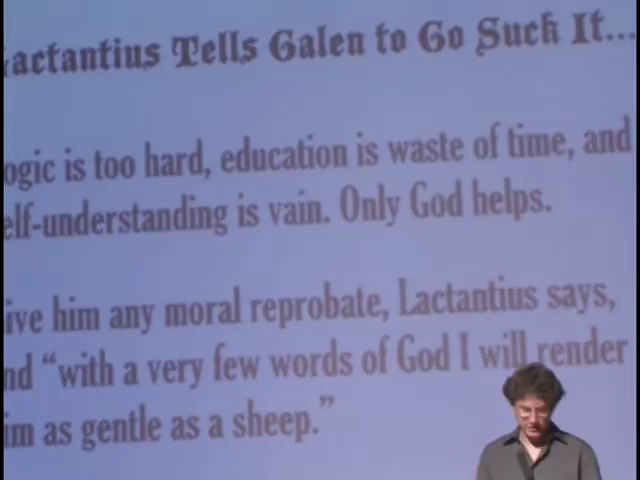 actantius Tells Galen to Go Suck It...
ogic is too hard, education is waste of time, and
elf-understanding is vain. Only God helps.
ive him any moral reprobate, Lactantius says,
nd “with a very few words of God I will render
im as gentle as a sheep.”